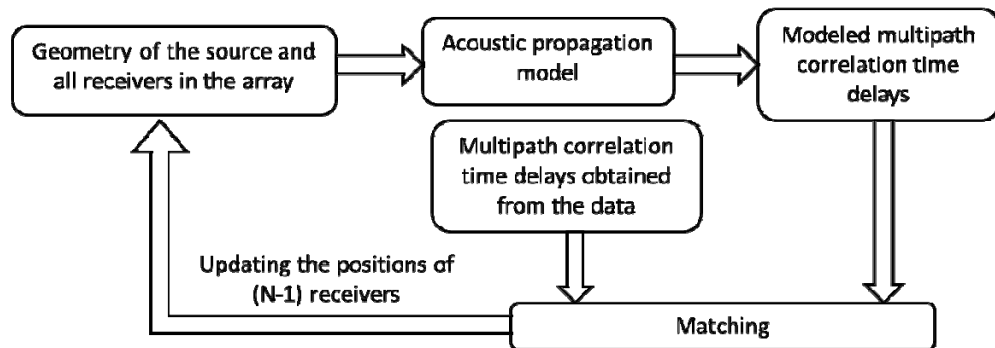 Geometry of the source and
all receivers in the array
Acoustic propagation
model
Modeled multipath
correlation time
delays
Multipath correlation
time delays obtained
from the data
Updating the positions of
(N-1) receivers
Matching